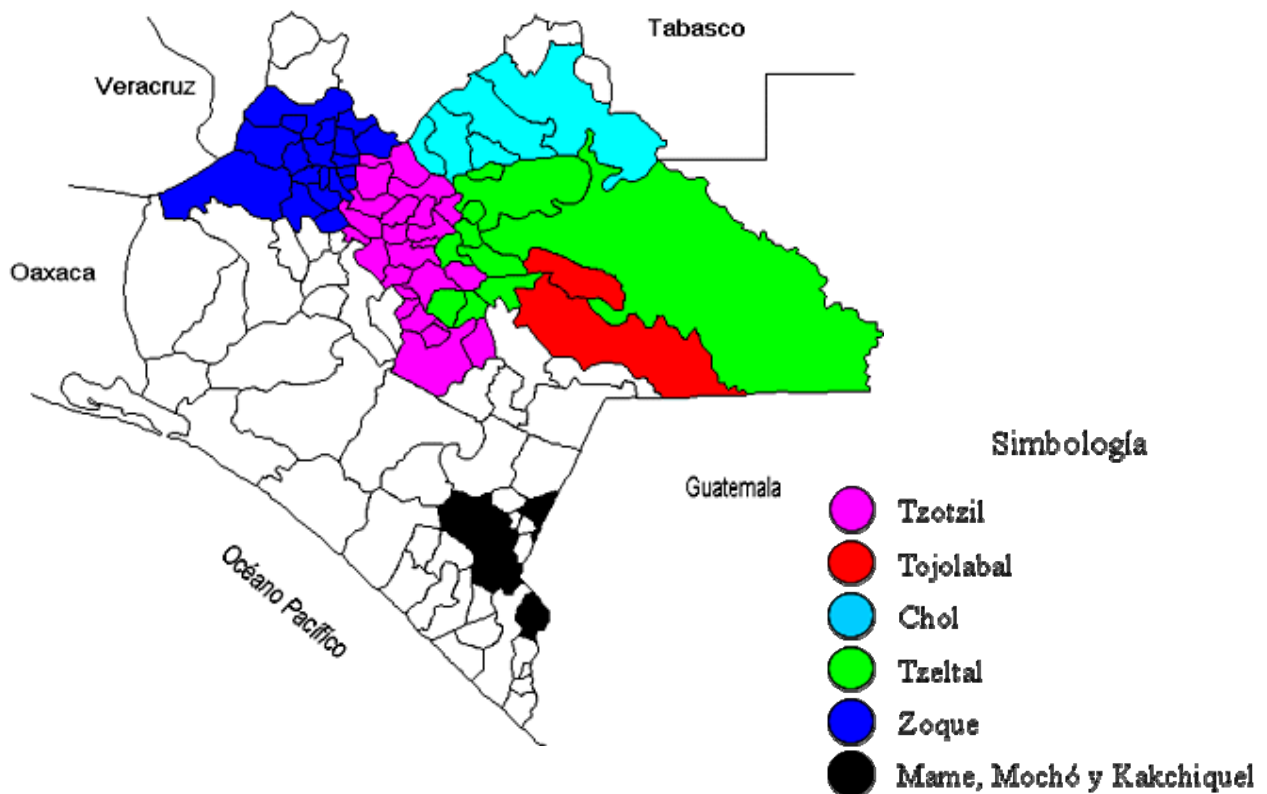 Tabasco
Veracruz
Oaxaca
Simbología
Guatemala
Tzotzil
Tojolabal
Océano Pacífico
Chol
Tzeltal
Zoque
Mame, Mochó y Kakchiquel